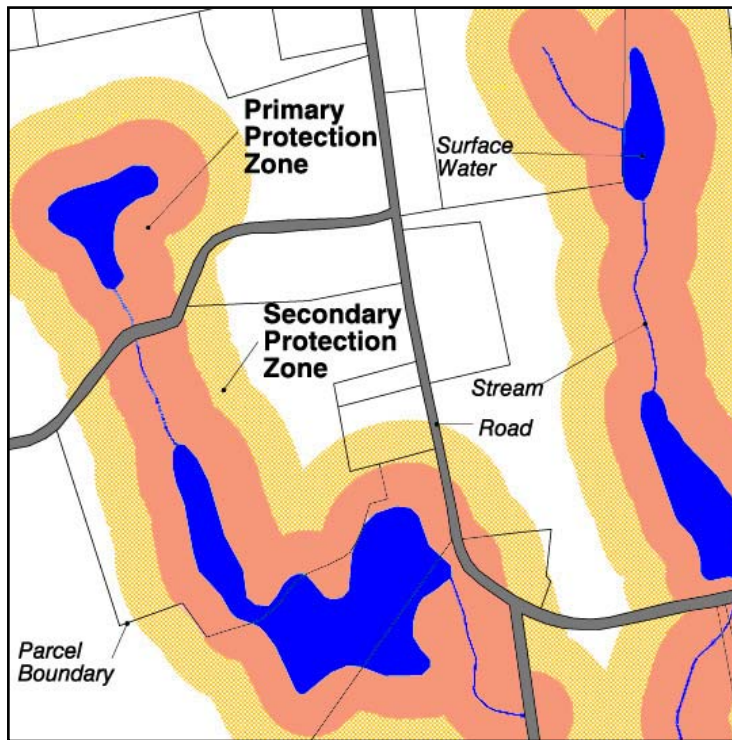 Primary
Protection
Zone
Surface
Water
Secondary
Protection
Zone
Stream
Road
Parcel
Boundary